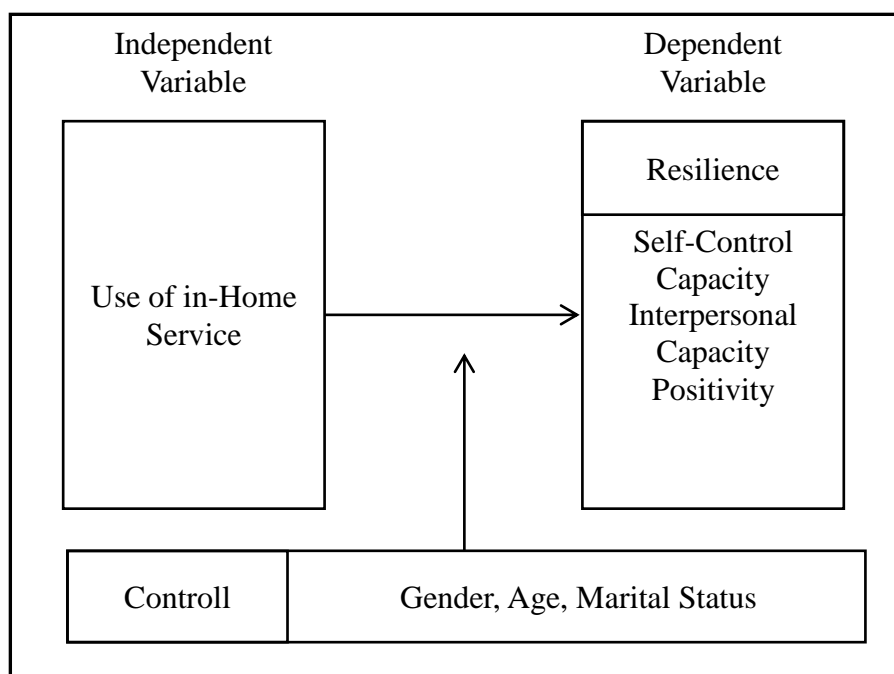 Independent
Variable
Dependent
Variable
Use of in-Home
Service
Resilience
Self-Control
Capacity
Interpersonal
Capacity
Positivity
Controll
Gender, Age, Marital Status